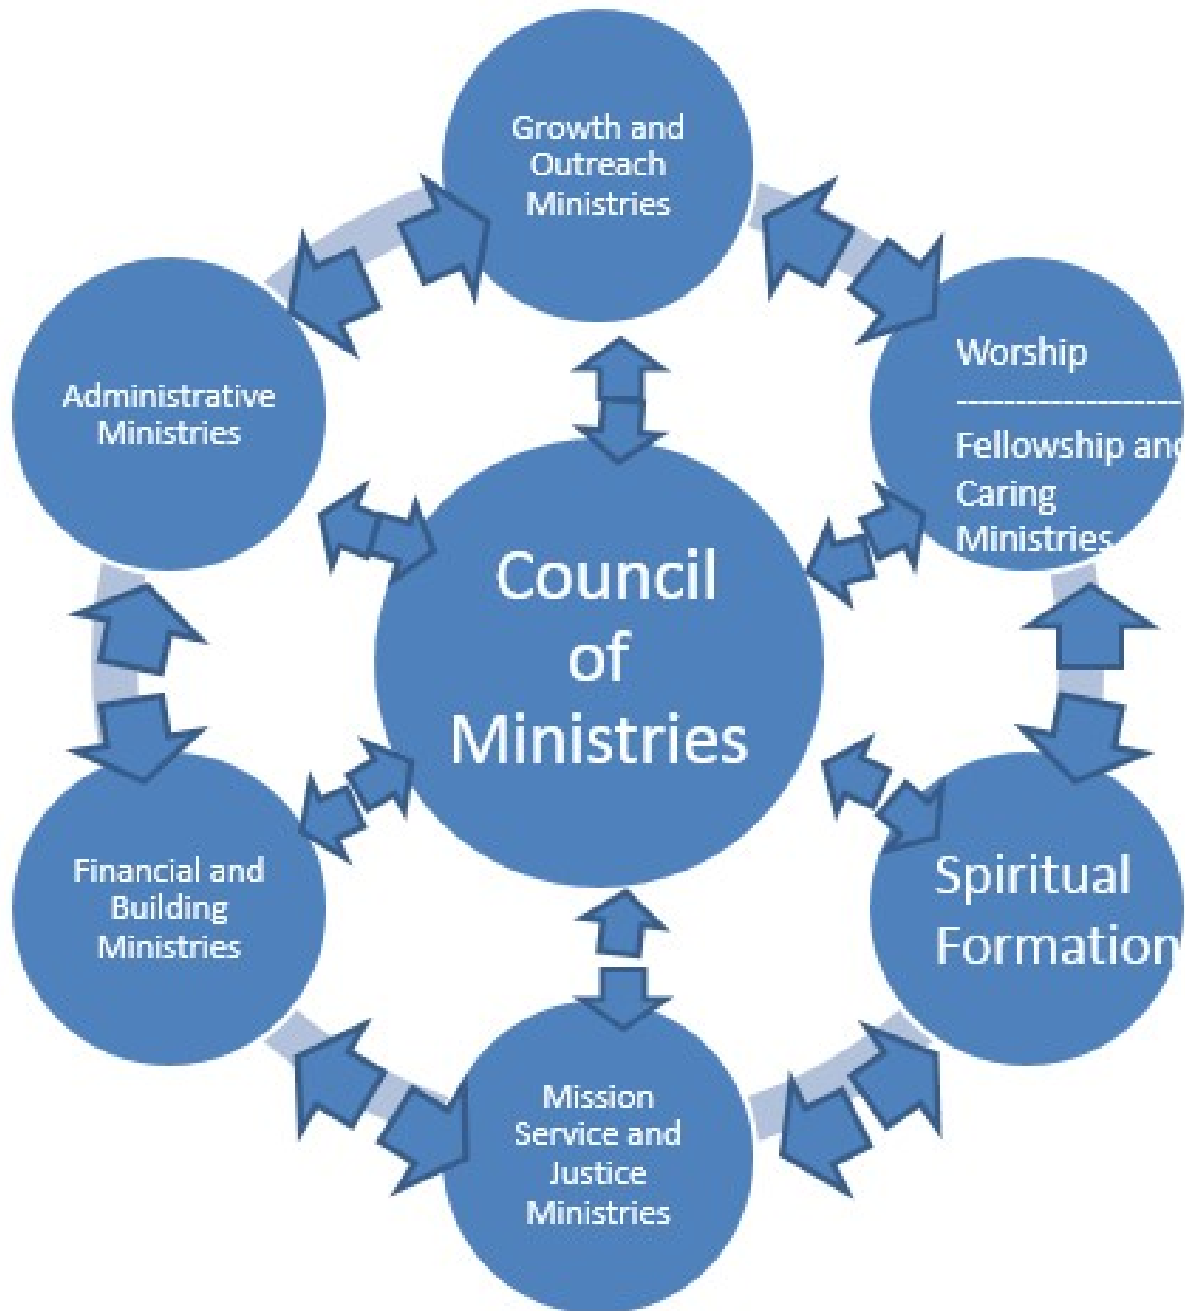 Growth and
Outreach
Ministries
Worship
-------------------
Fellowship and
Caring
Ministries
Administrative
Ministries
Council
of
Ministries
Spiritual
Formation
Financial and
Building
Ministries
Mission
Service and
Justice
Ministries